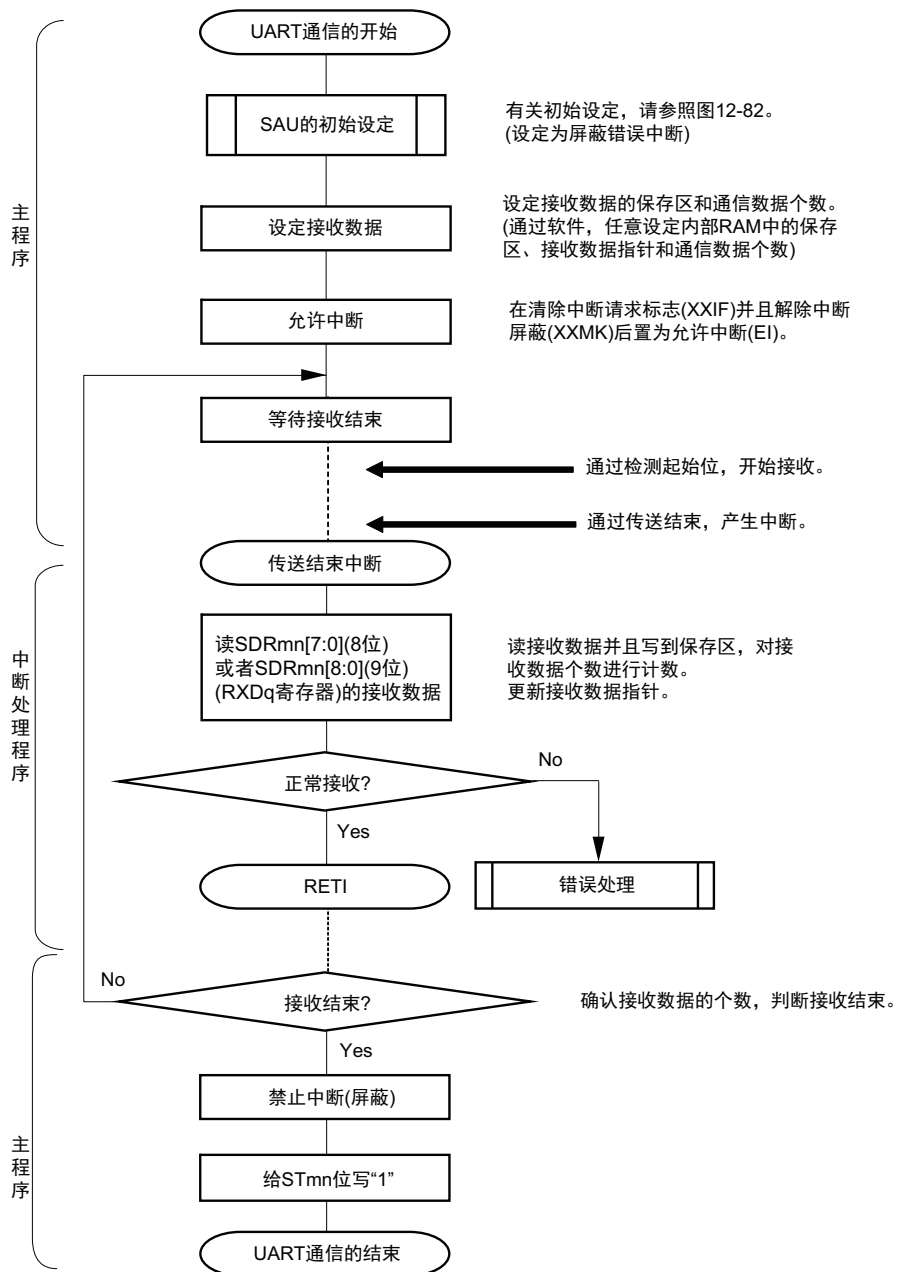 UART通信的开始
SAU的初始设定
有关初始设定，请参照图12-82。
(设定为屏蔽错误中断)
主程序
设定接收数据
设定接收数据的保存区和通信数据个数。
(通过软件，任意设定内部RAM中的保存
区、接收数据指针和通信数据个数)
允许中断
在清除中断请求标志(XXIF)并且解除中断
屏蔽(XXMK)后置为允许中断(EI)。
等待接收结束
通过检测起始位，开始接收。
通过传送结束，产生中断。
传送结束中断
中断处理程序
读SDRmn[7:0](8位)
或者SDRmn[8:0](9位)
(RXDq寄存器)的接收数据
读接收数据并且写到保存区，对接
收数据个数进行计数。
更新接收数据指针。
正常接收?
No
Yes
RETI
错误处理
No
接收结束?
确认接收数据的个数，判断接收结束。
Yes
主程序
禁止中断(屏蔽)
给STmn位写“1”
UART通信的结束